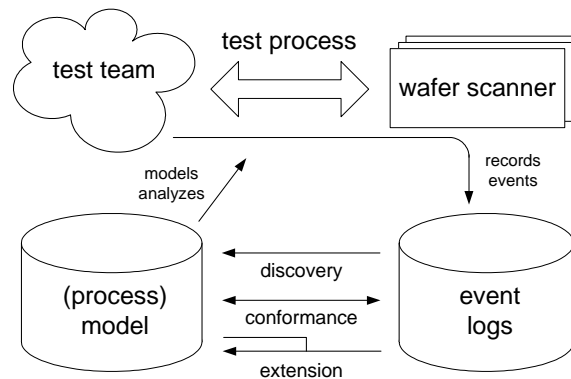 test process
test team
wafer scanner
models
analyzes
records
events
(process)
model
discovery
conformance
extension
event
logs